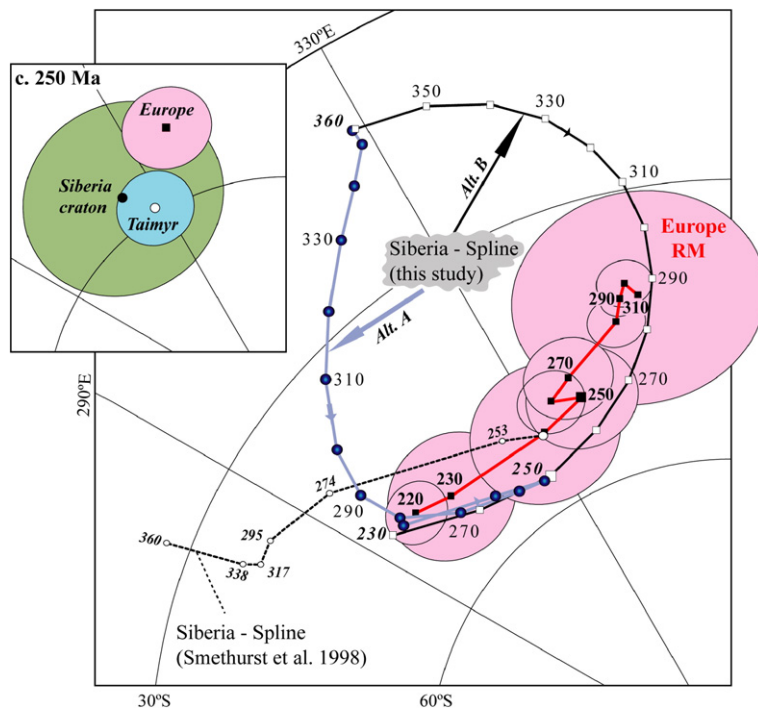 330ºE
c. 250 Ma
Europe
Siberia
craton
Taimyr
350
330
360
310
Alt. B
Europe
RM
330
Siberia - Spline
(this study)
290
290
310
Alt. A
310
270
270
250
290ºE
253
274
250
230
220
290
230
270
295
360
338
317
Siberia - Spline
(Smethurst et al. 1998)
30ºS
60ºS